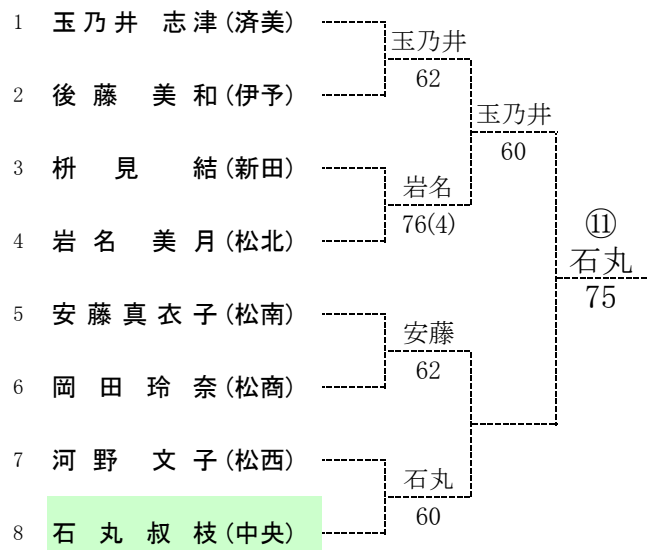 1 玉乃井 志津(済美)
2 後藤 美和(伊予)
3 枡見 結(新田)
4 岩名 美月(松北)
5 安藤真衣子(松南)
6 岡田玲奈(松商)
7 河野 文子(松西)
8 石丸叔枝(中央)
玉乃井
62
岩名
76(4)
安藤
62
石丸
60
玉乃井
60
⑪
石丸
75